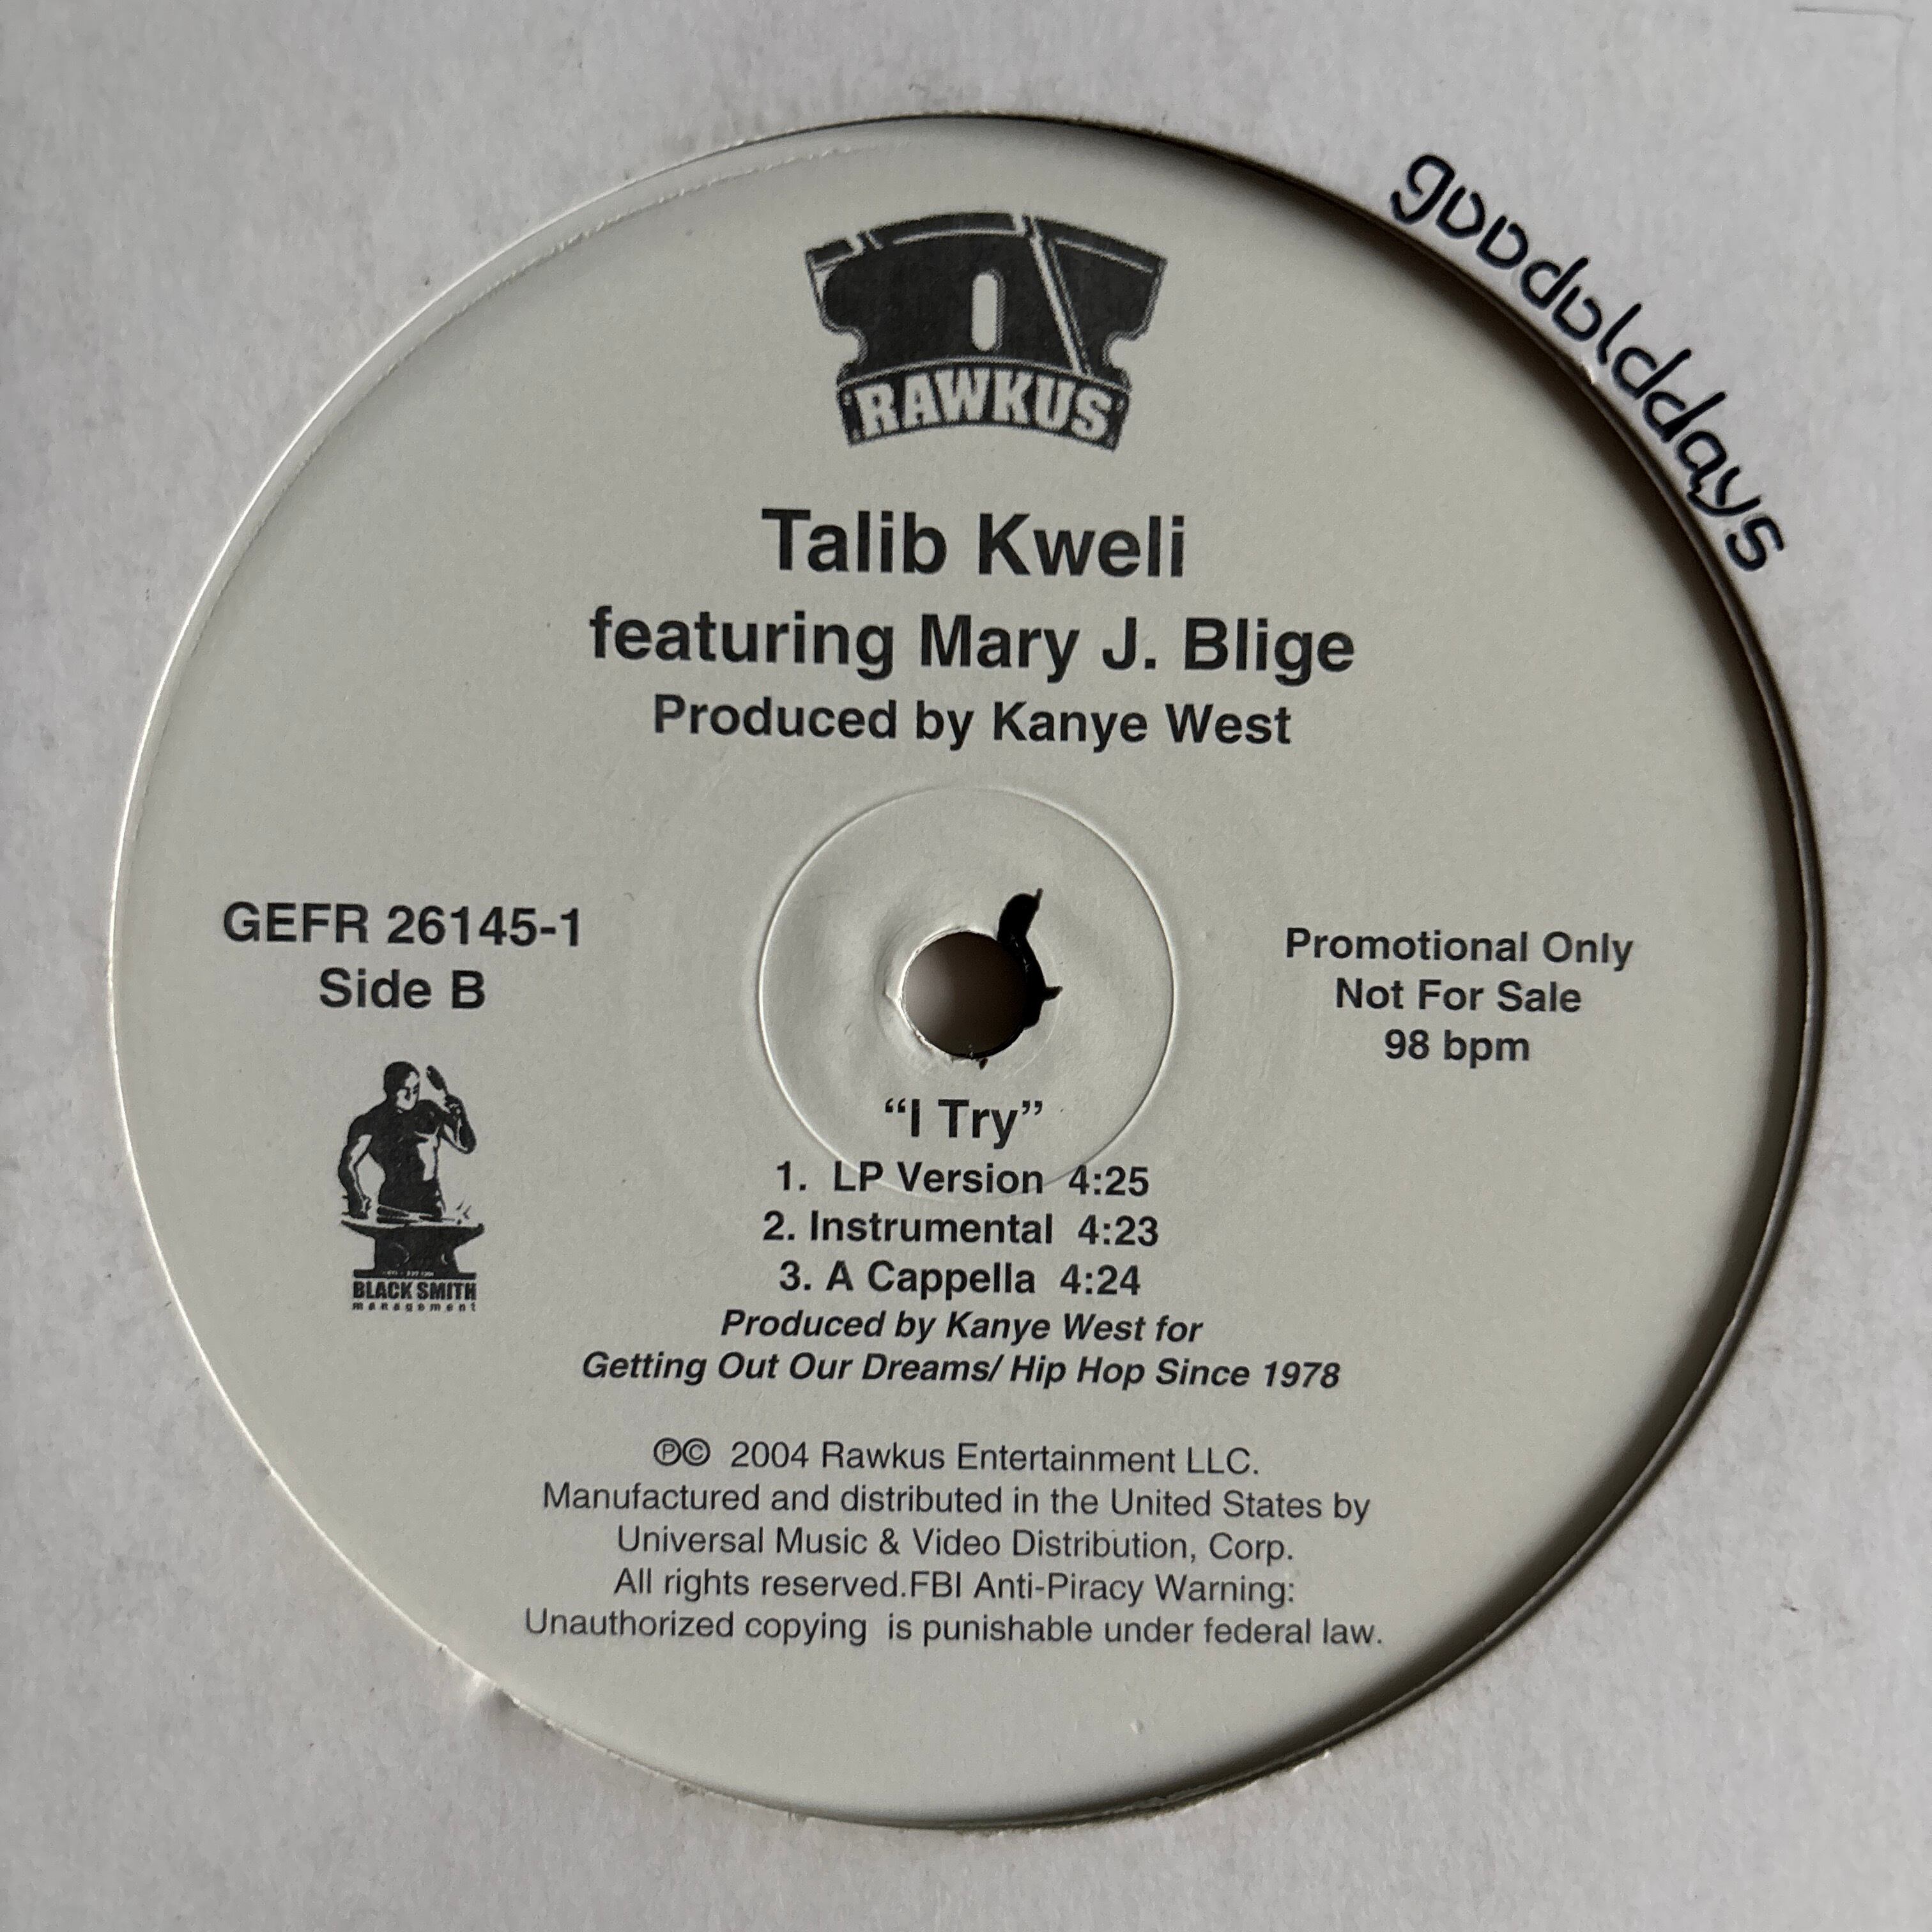 goodolddays
RAWKUS
Talib Kweli
featuring Mary J. Blige
Produced by Kanye West
GEFR 26145-1
Side B
Promotional Only
Not For Sale
98 bpm
BLACK SMITH
management
“I Try”
1. LP Version 4:25
2. Instrumental 4:23
3. A Cappella 4:24
Produced by Kanye West for
Getting Out Our Dreams/ Hip Hop Since 1978
℗© 2004 Rawkus Entertainment LLC.
Manufactured and distributed in the United States by
Universal Music & Video Distribution, Corp.
All rights reserved.FBI Anti-Piracy Warning:
Unauthorized copying is punishable under federal law.